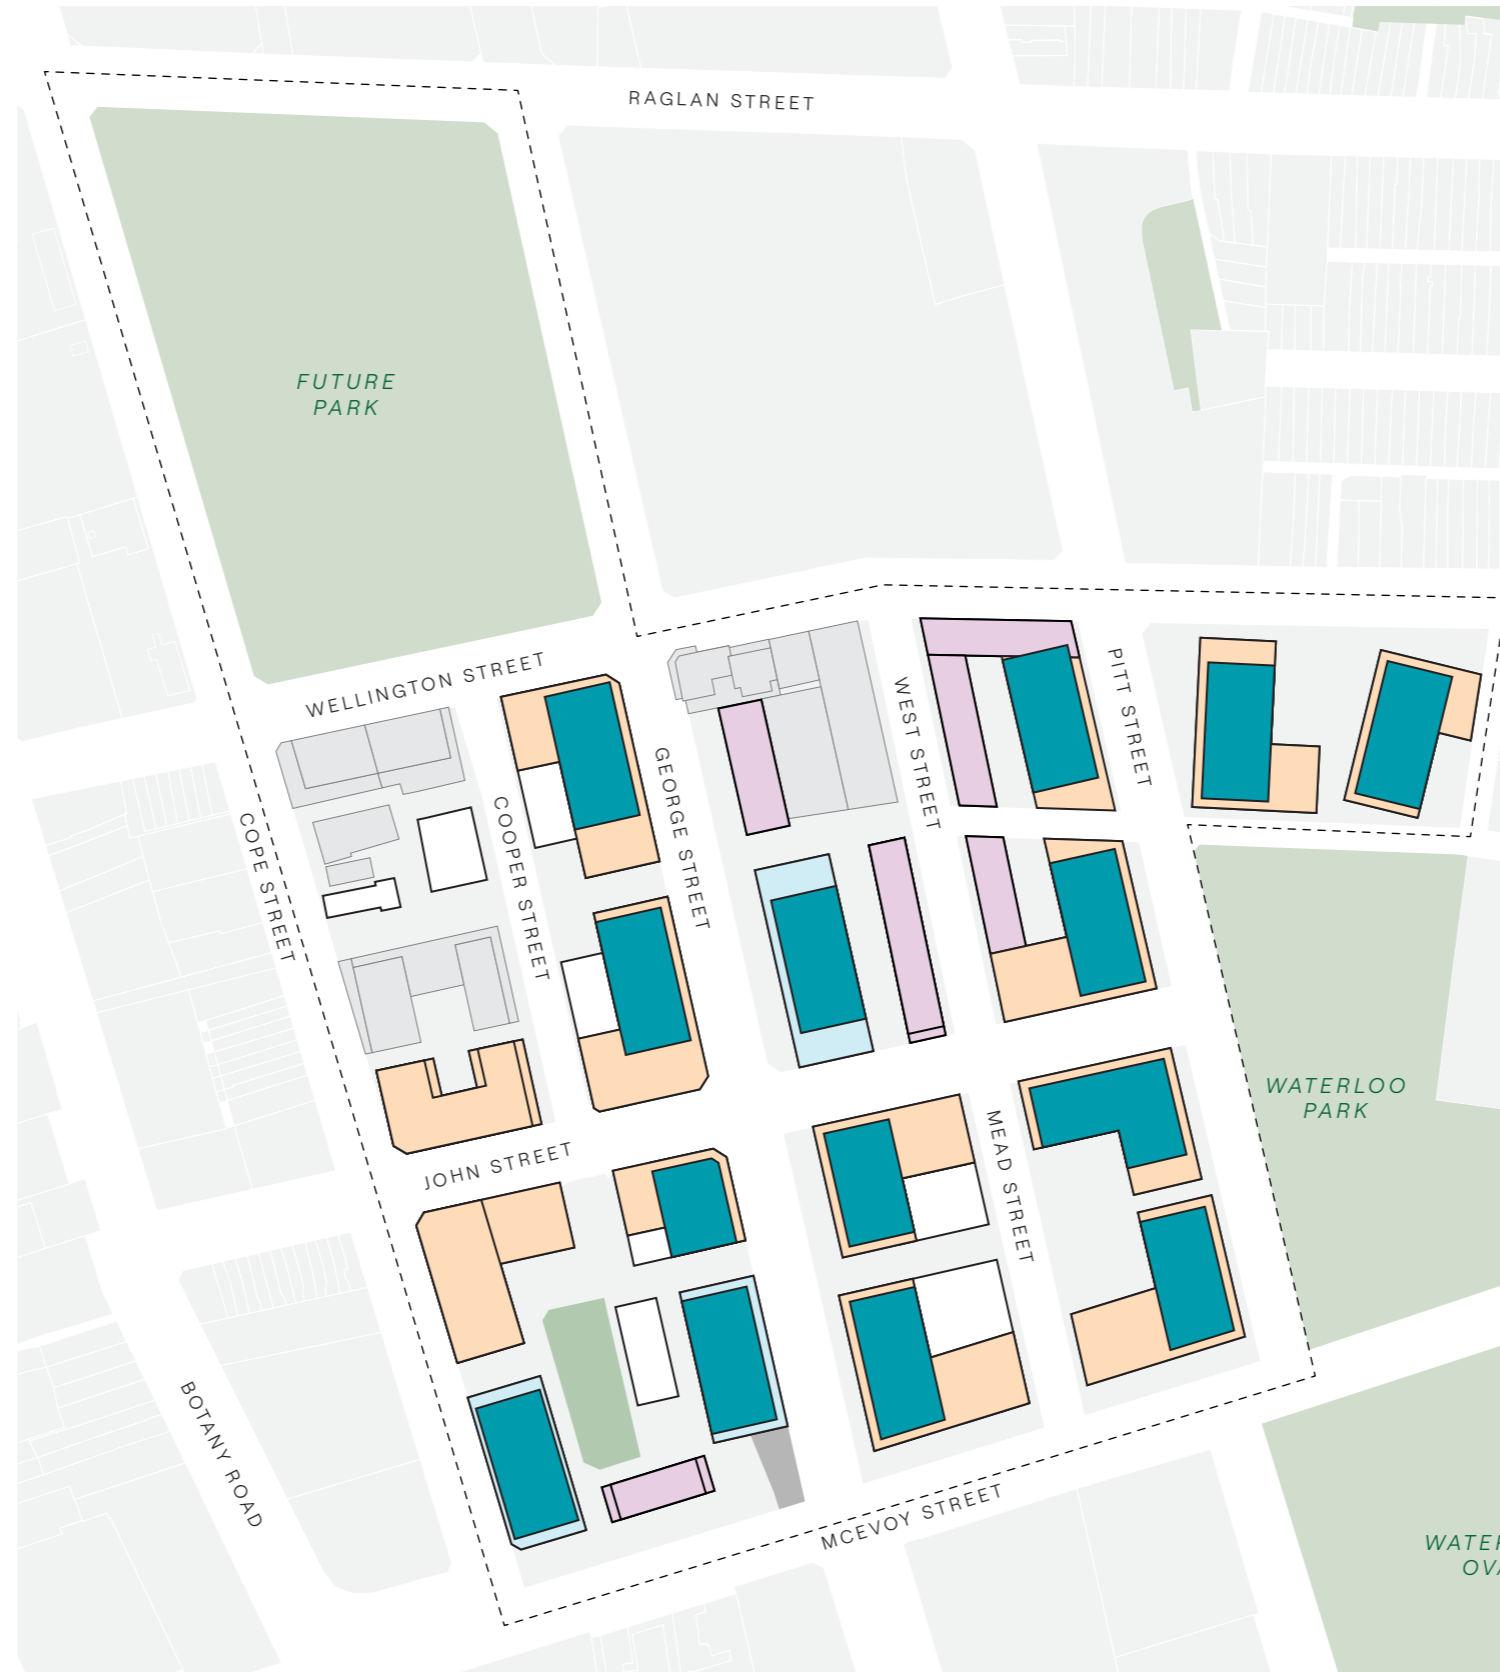 RAGLAN STREET
FUTURE
PARK
WELLINGTON STREET
PITT STREET
WEST STREET
GEORGE STREET
COOPER STREET
COPE STREET
WATERLOO
PARK
MEAD STREET
JOHN STREET
BOTANY ROAD
MCEVOY STREET